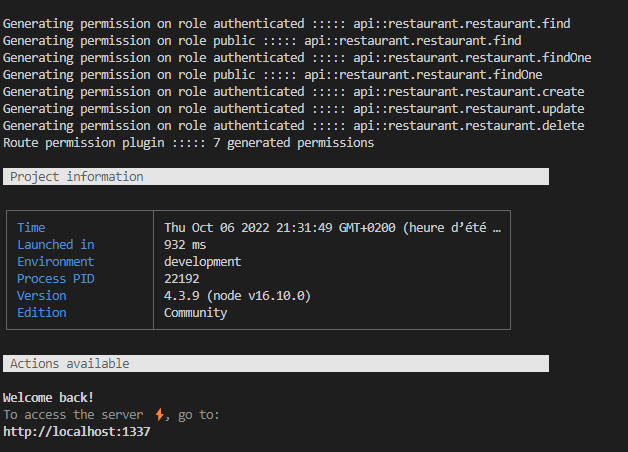 Generating permission on role authenticated ::::: api::restaurant.restaurant.find
Generating permission on role public ::::: api::restaurant.restaurant.find
Generating permission on role authenticated ::::: api::restaurant.restaurant.findOne
Generating permission on role public ::::: api::restaurant.restaurant.findOne
Generating permission on role authenticated ::::: api::restaurant.restaurant.create
Generating permission on role authenticated ::::: api::restaurant.restaurant.update
Generating permission on role authenticated ::::: api::restaurant.restaurant.delete
Route permission plugin ::::: 7 generated permissions
Project information
Time Thu Oct 06 2022 21:31:49 GMT+0200 (heure d’été …
Launched in 932 ms
Environment development
Process PID 22192
Version 4.3.9 (node v16.10.0)
Edition Community
Actions available
Welcome back!
To access the server ⚡, go to:
http://localhost:1337